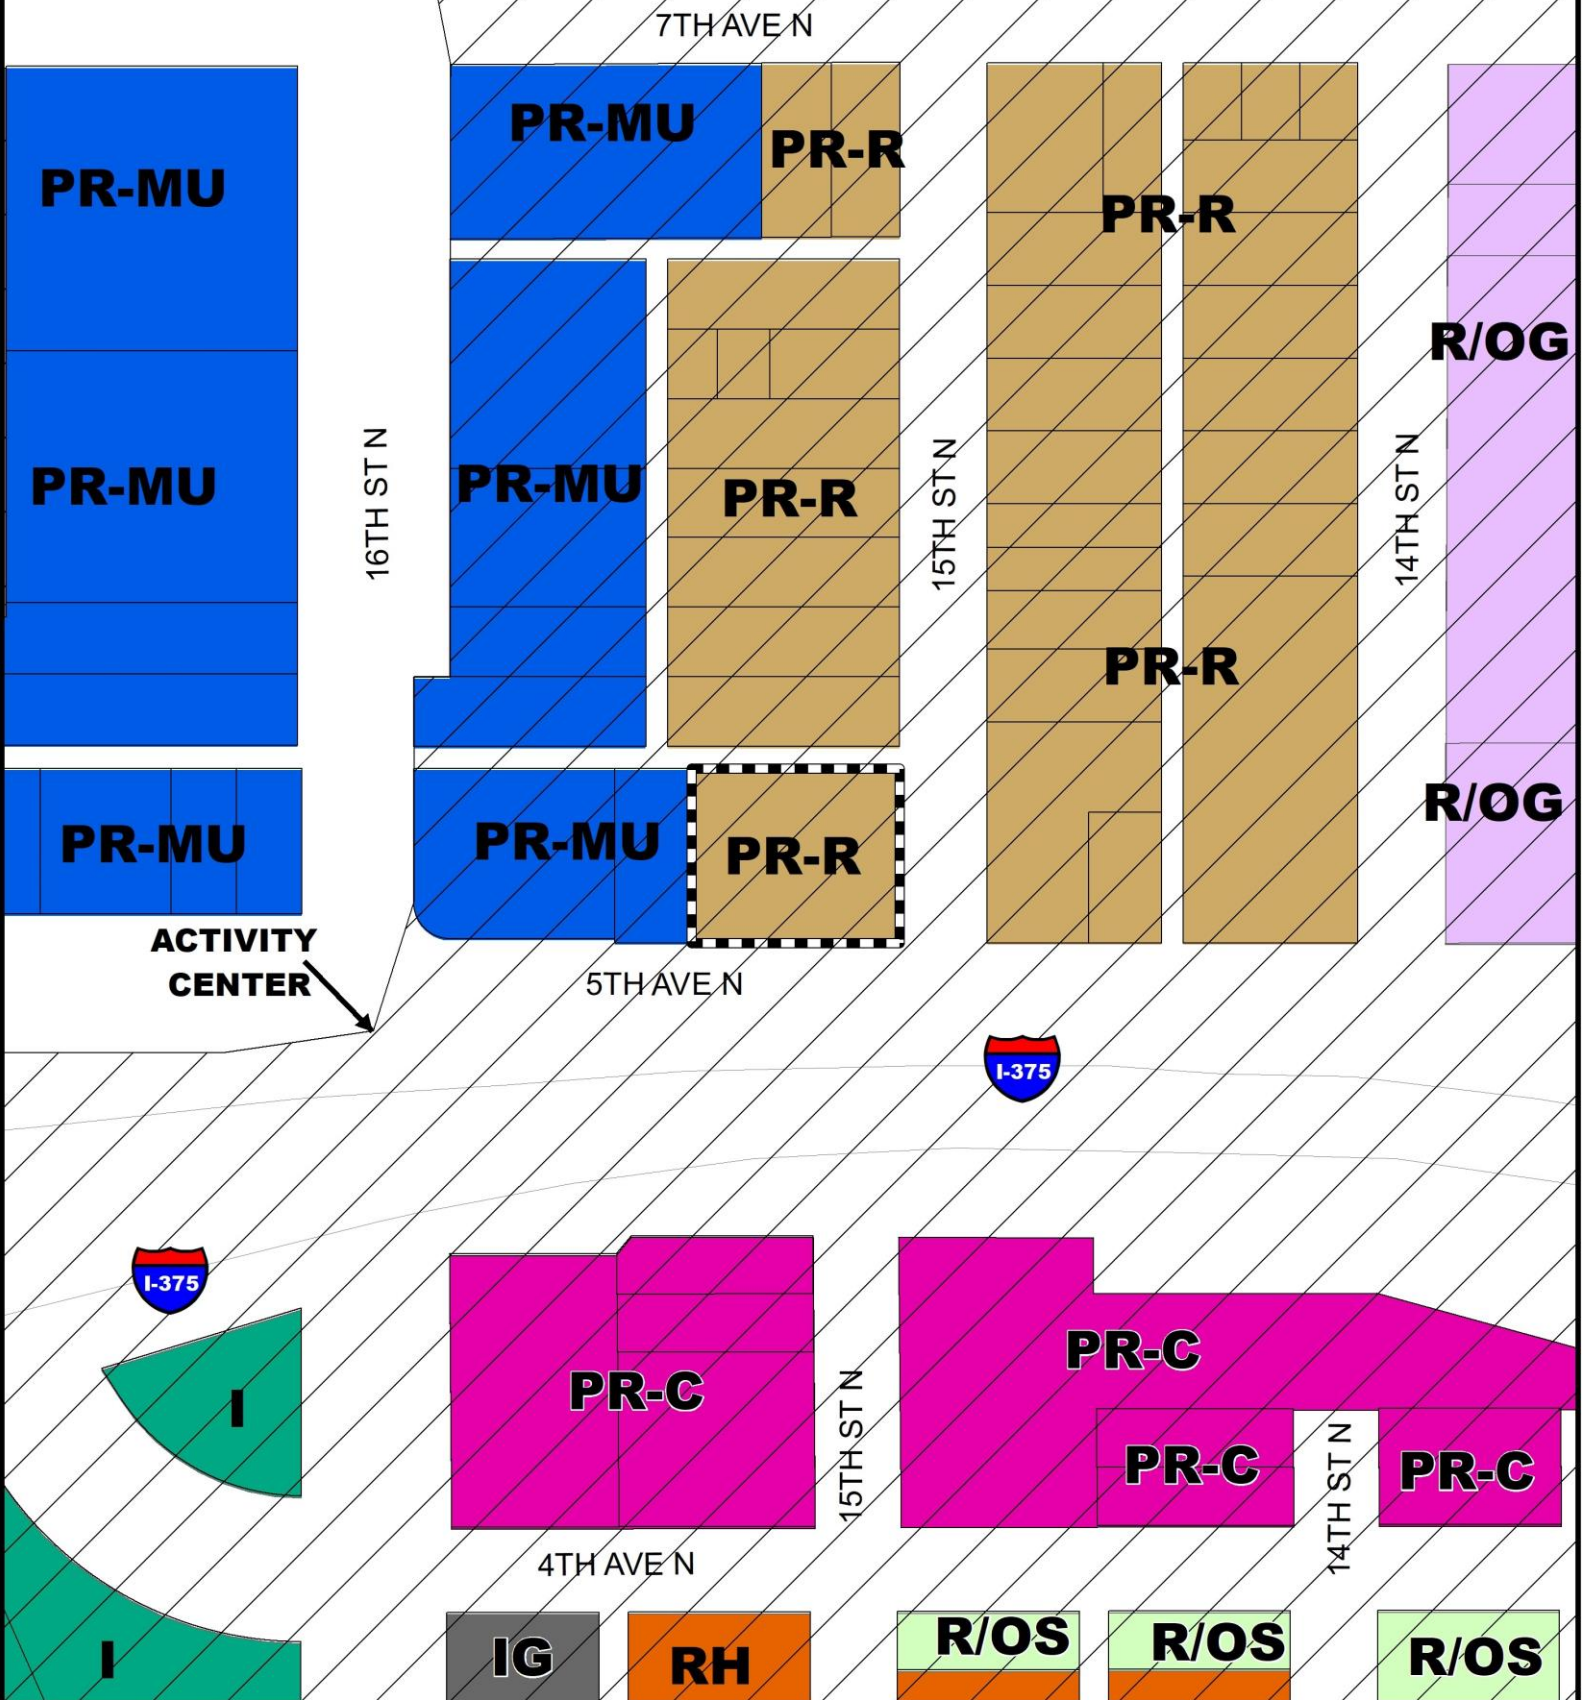 7TH AVE N
PR-MU
PR-R
PR-MU
PR-R
R/OG
16TH ST N
PR-MU
PR-MU
PR-R
15TH ST N
14TH ST N
PR-R
R/OG
PR-MU
PR-MU
PR-R
ACTIVITY
CENTER
5TH AVE N
I-375
I-375
PR-C
PR-C
I
15TH ST N
PR-C
PR-C
14TH ST N
4TH AVE N
I
IG
RH
R/OS
R/OS
R/OS